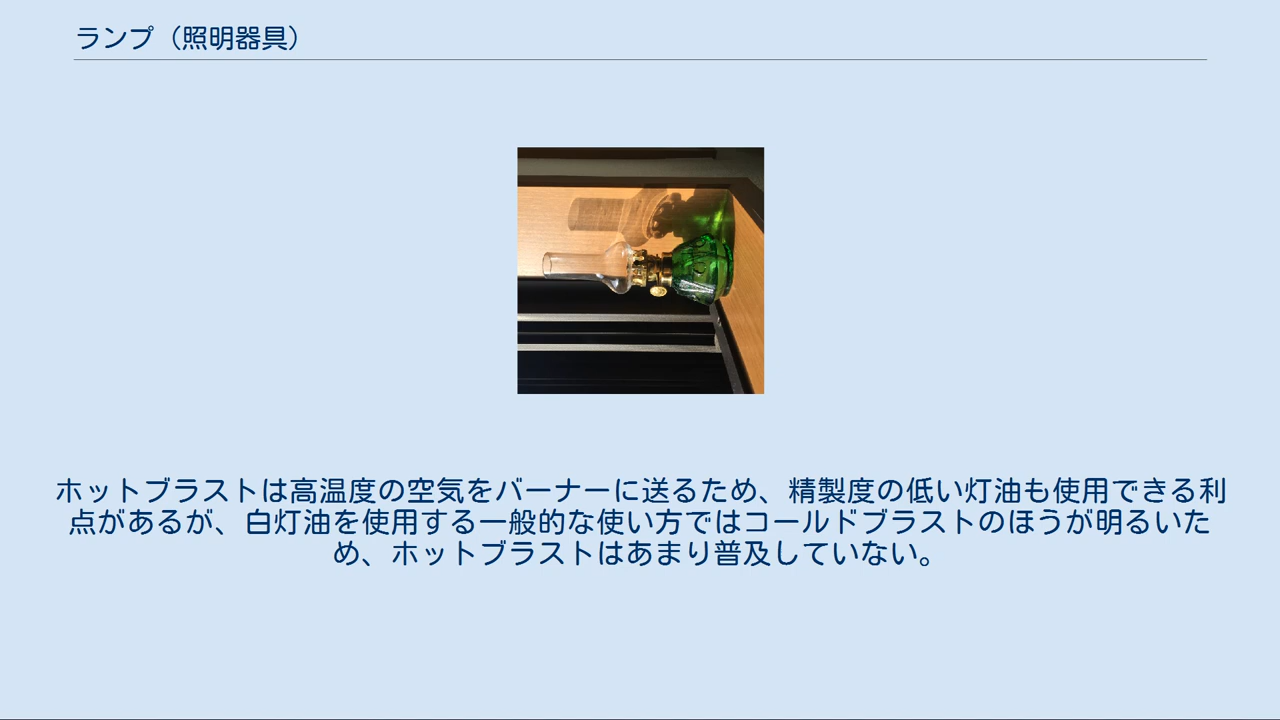 ランプ（照明器具）
ホットブラストは高温度の空気をバーナーに送るため、精製度の低い灯油も使用できる利
点があるが、白灯油を使用する一般的な使い方ではコールドブラストのほうが明るいた
め、ホットブラストはあまり普及していない。